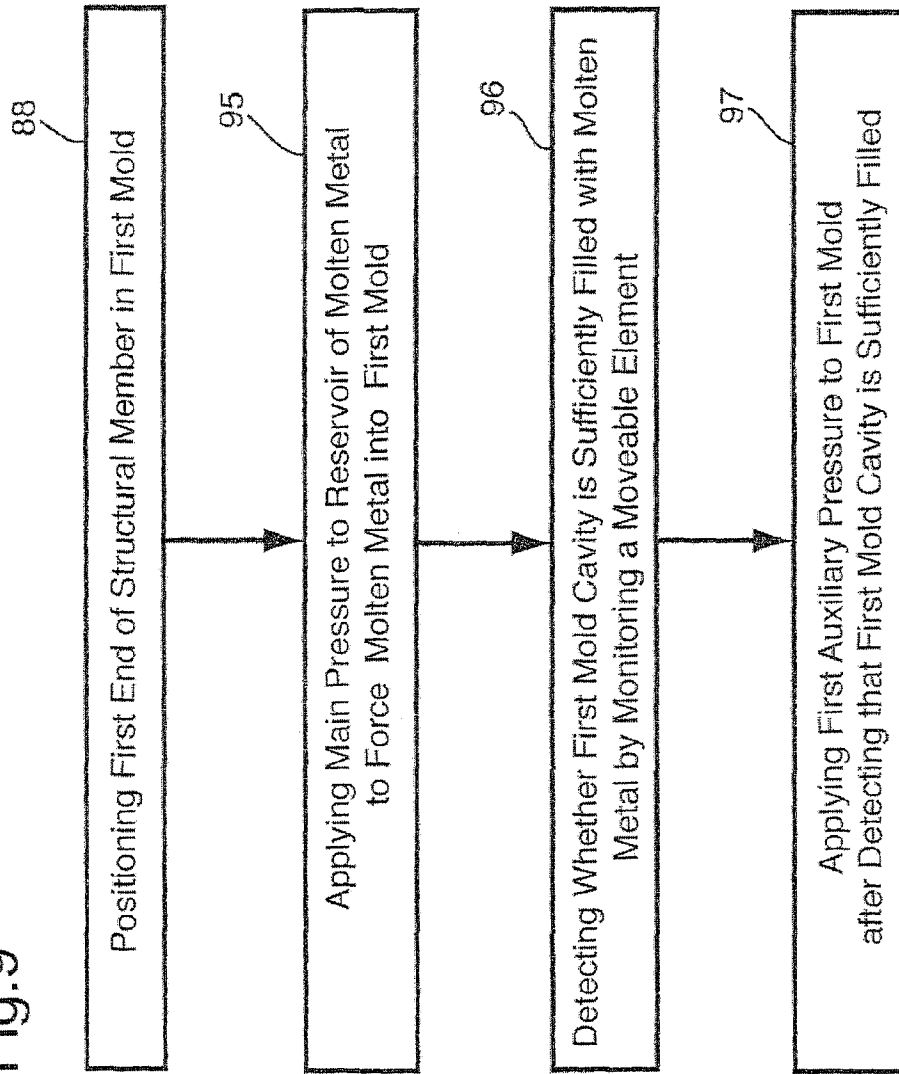 Fig.9
88
Positioning First End of Structural Member in First Mold
95
Applying Main Pressure to Reservoir of Molten Metal
to Force Molten Metal into First Mold
96
Detecting Whether First Mold Cavity is Sufficiently Filled with Molten
Metal by Monitoring a Moveable Element
97
Applying First Auxiliary Pressure to First Mold
after Detecting that First Mold Cavity is Sufficiently Filled